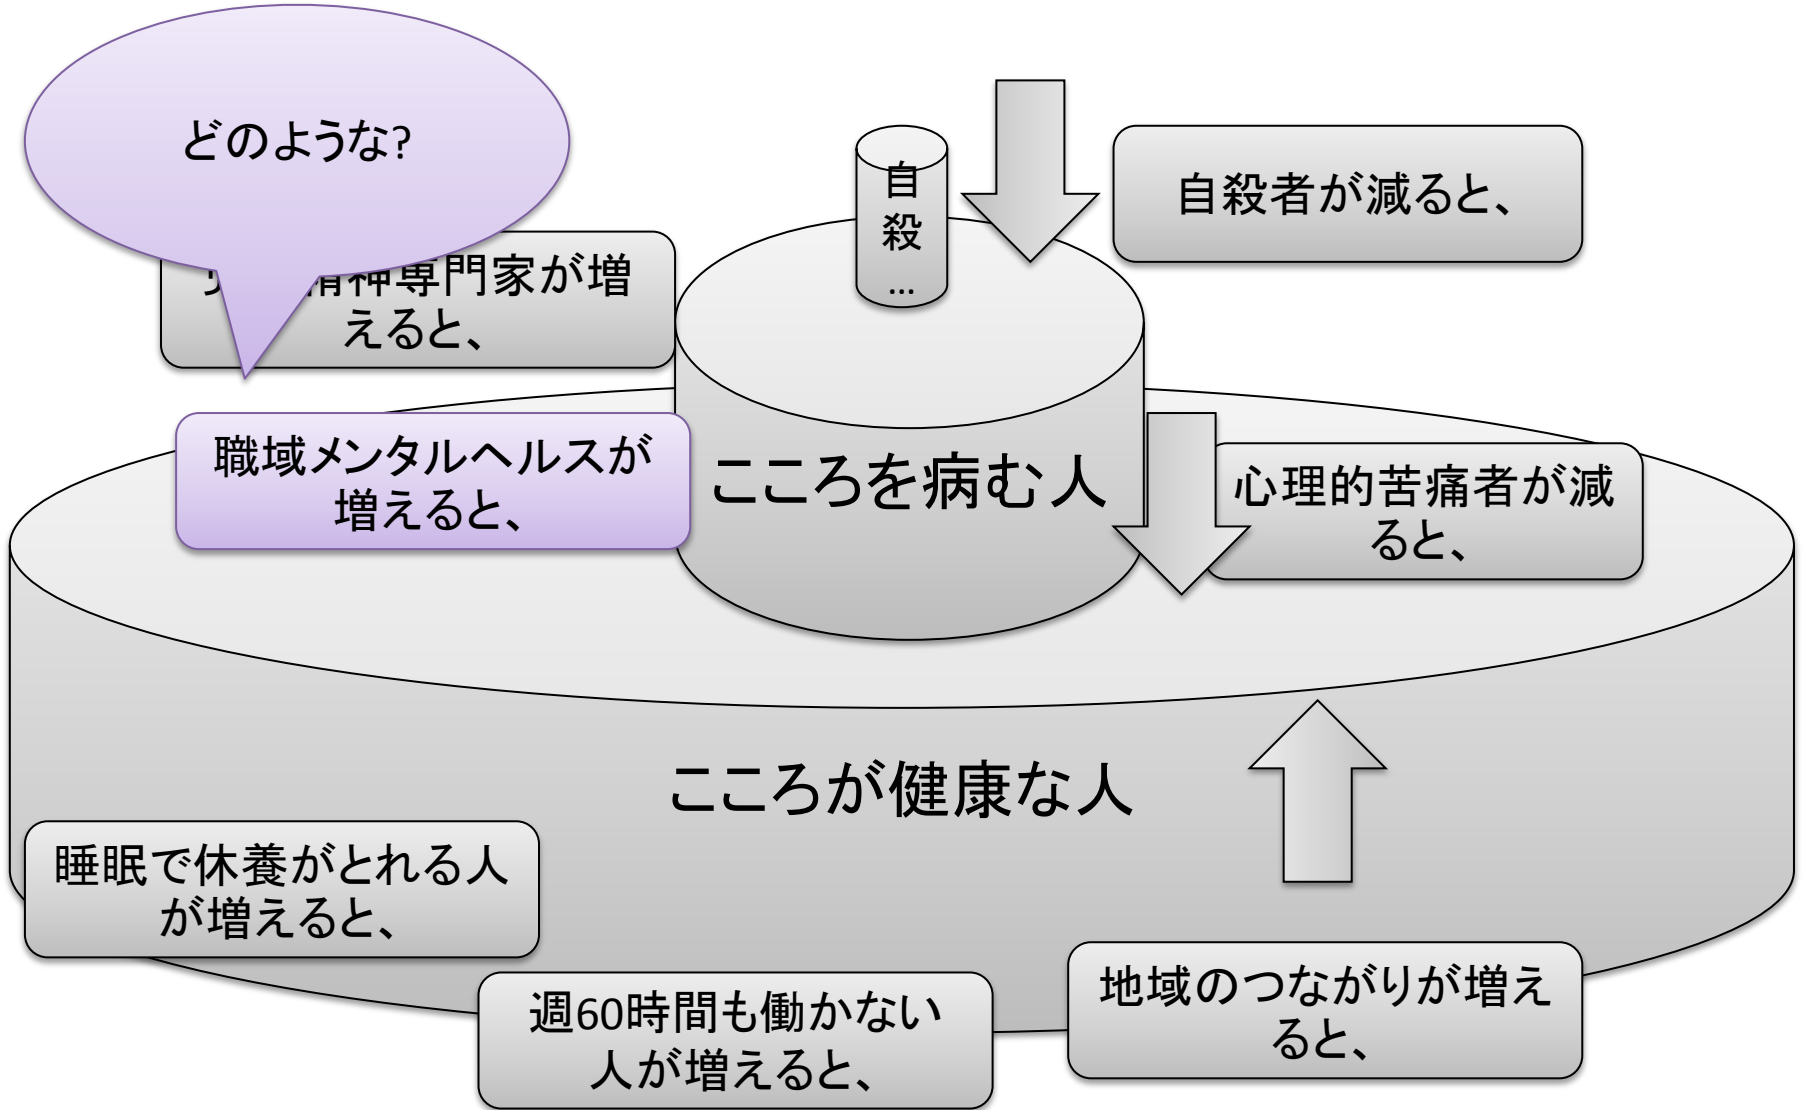 どのような?
自
殺
…
自殺者が減ると、
精神専門家が増
えると、
職域メンタルヘルスが
増えると、
こころを病む人
心理的苦痛者が減
ると、
こころが健康な人
睡眠で休養がとれる人
が増えると、
週60時間も働かない
人が増えると、
地域のつながりが増え
ると、